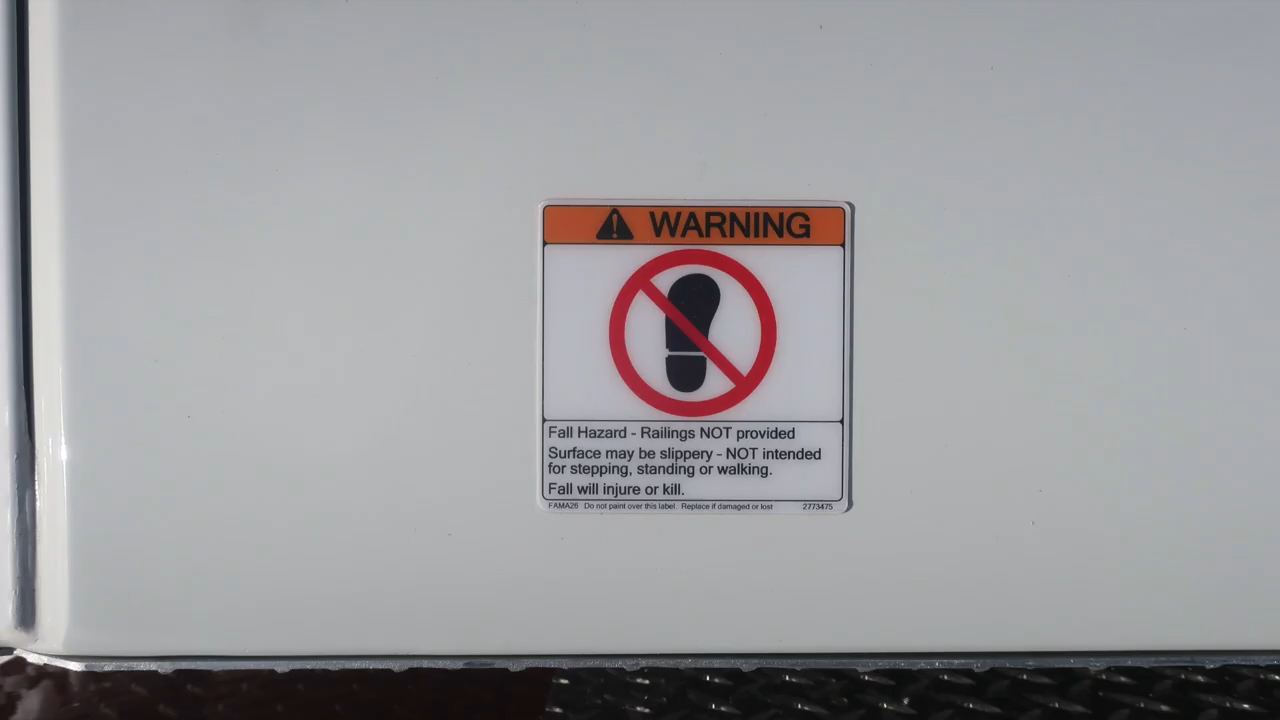 WARNING
Fall Hazard - Railings NOT provided
Surface may be slippery - NOT intended
for stepping, standing or walking.
Fall will injure or kill.
FAMA26 Do not paint over this label. Replace if damaged or lost 2773475